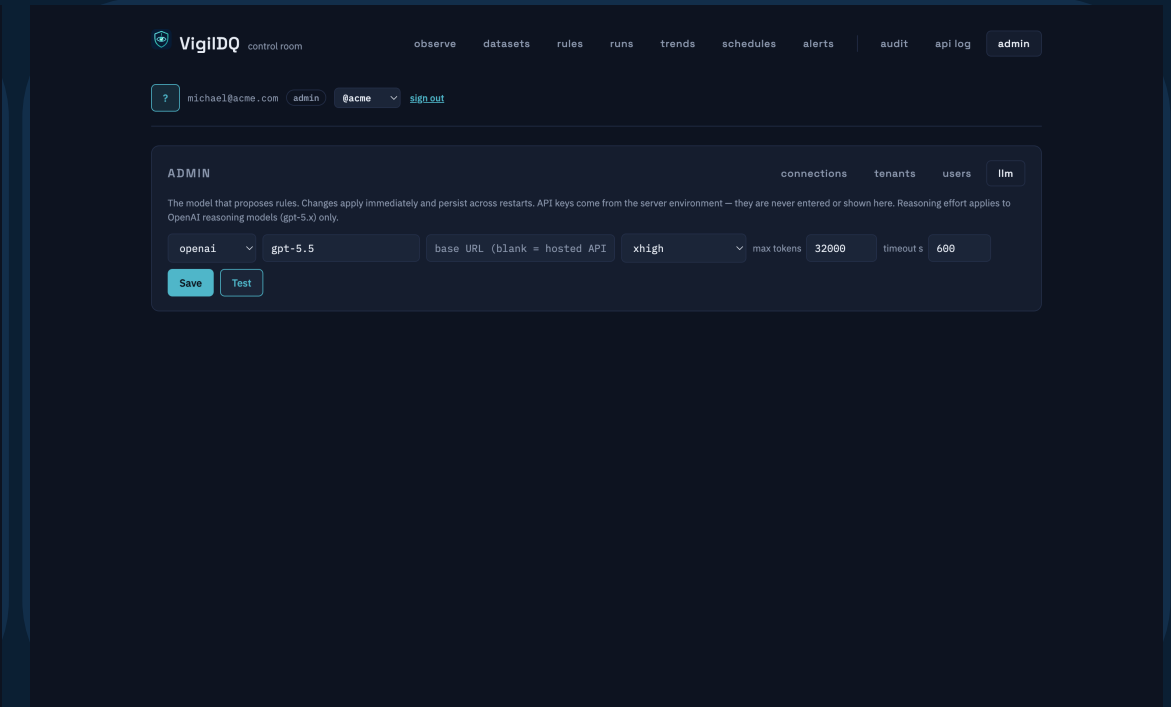 VigilDQ control room observe datasets rules runs trends schedules alerts audit api log admin
? michael@acme.com admin @acme sign out
ADMIN connections tenants users llm
The model that proposes rules. Changes apply immediately and persist across restarts. API keys come from the server environment — they are never entered or shown here. Reasoning effort applies to
OpenAI reasoning models (gpt-5.x) only.
openai gpt-5.5 base URL (blank = hosted API xhigh max tokens 32000 timeout s 600
Save Test